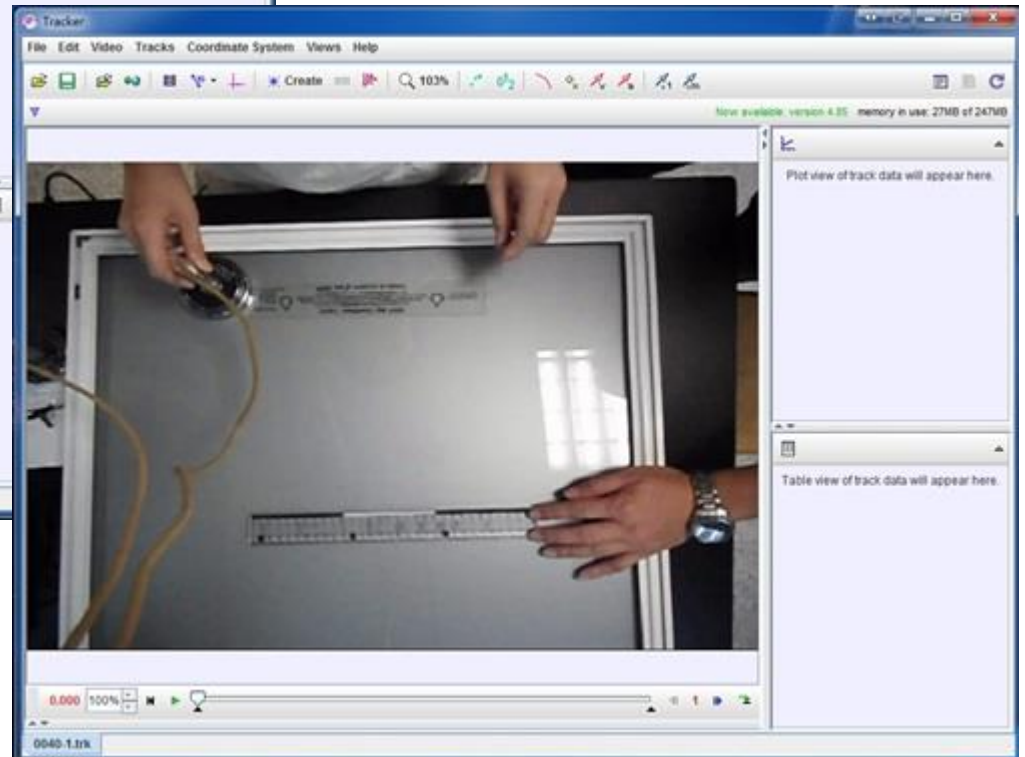 Tracker
File Edit Video Tracks Coordinate System Views Help
Create 103%
Now available: version 4.85 memory in use: 27MB of 247MB
Plot view of track data will appear here.
Table view of track data will appear here.
0.000 100% 1
0040-1.trk